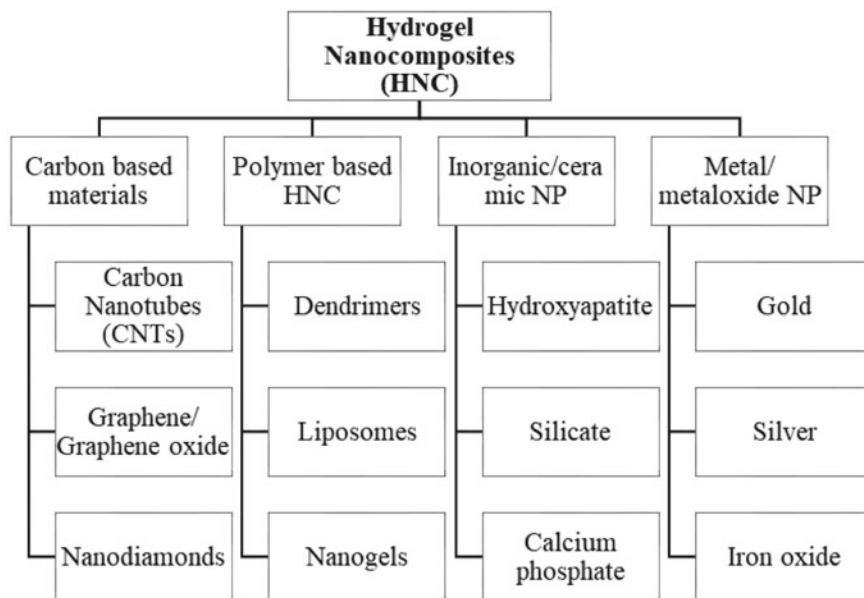 Hydrogel
Nanocomposites
(HNC)
Carbon based
materials
Polymer based
HNC
Inorganic/cera
mic NP
Metal/
metaloxide NP
Carbon
Nanotubes
(CNTs)
Dendrimers
Hydroxyapatite
Gold
Graphene/
Graphene oxide
Liposomes
Silicate
Silver
Nanodiamonds
Nanogels
Calcium
phosphate
Iron oxide